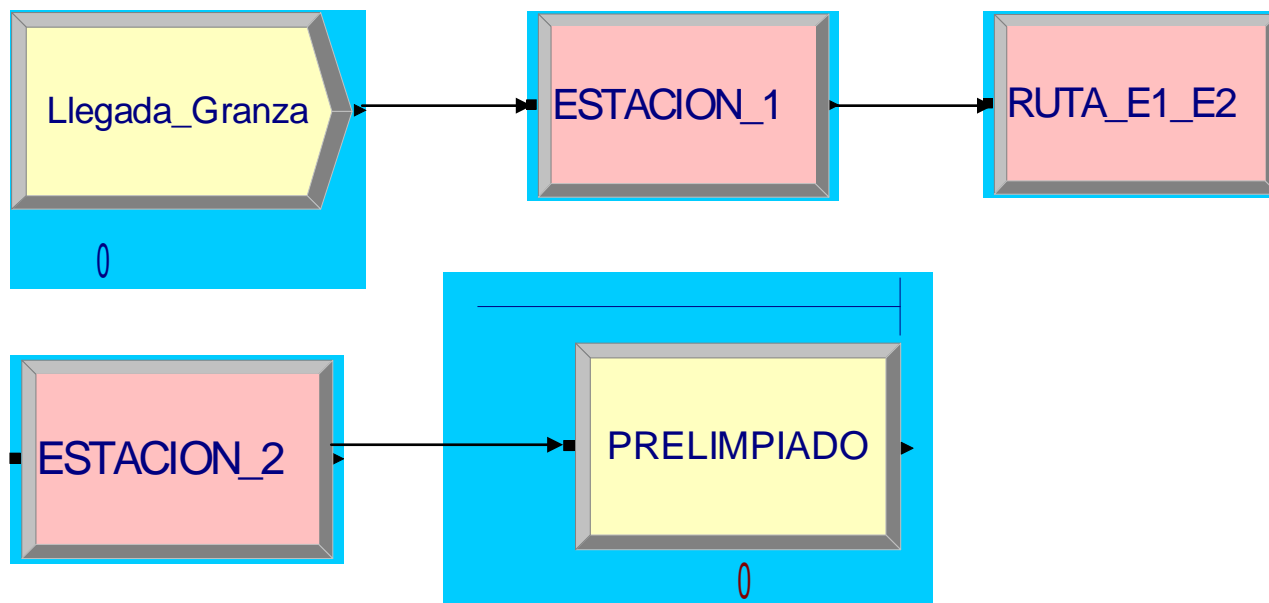 Llegada_Granza
ESTACION_1
RUTA_E1_E2
0
ESTACION_2
PRELIMPIADO
0